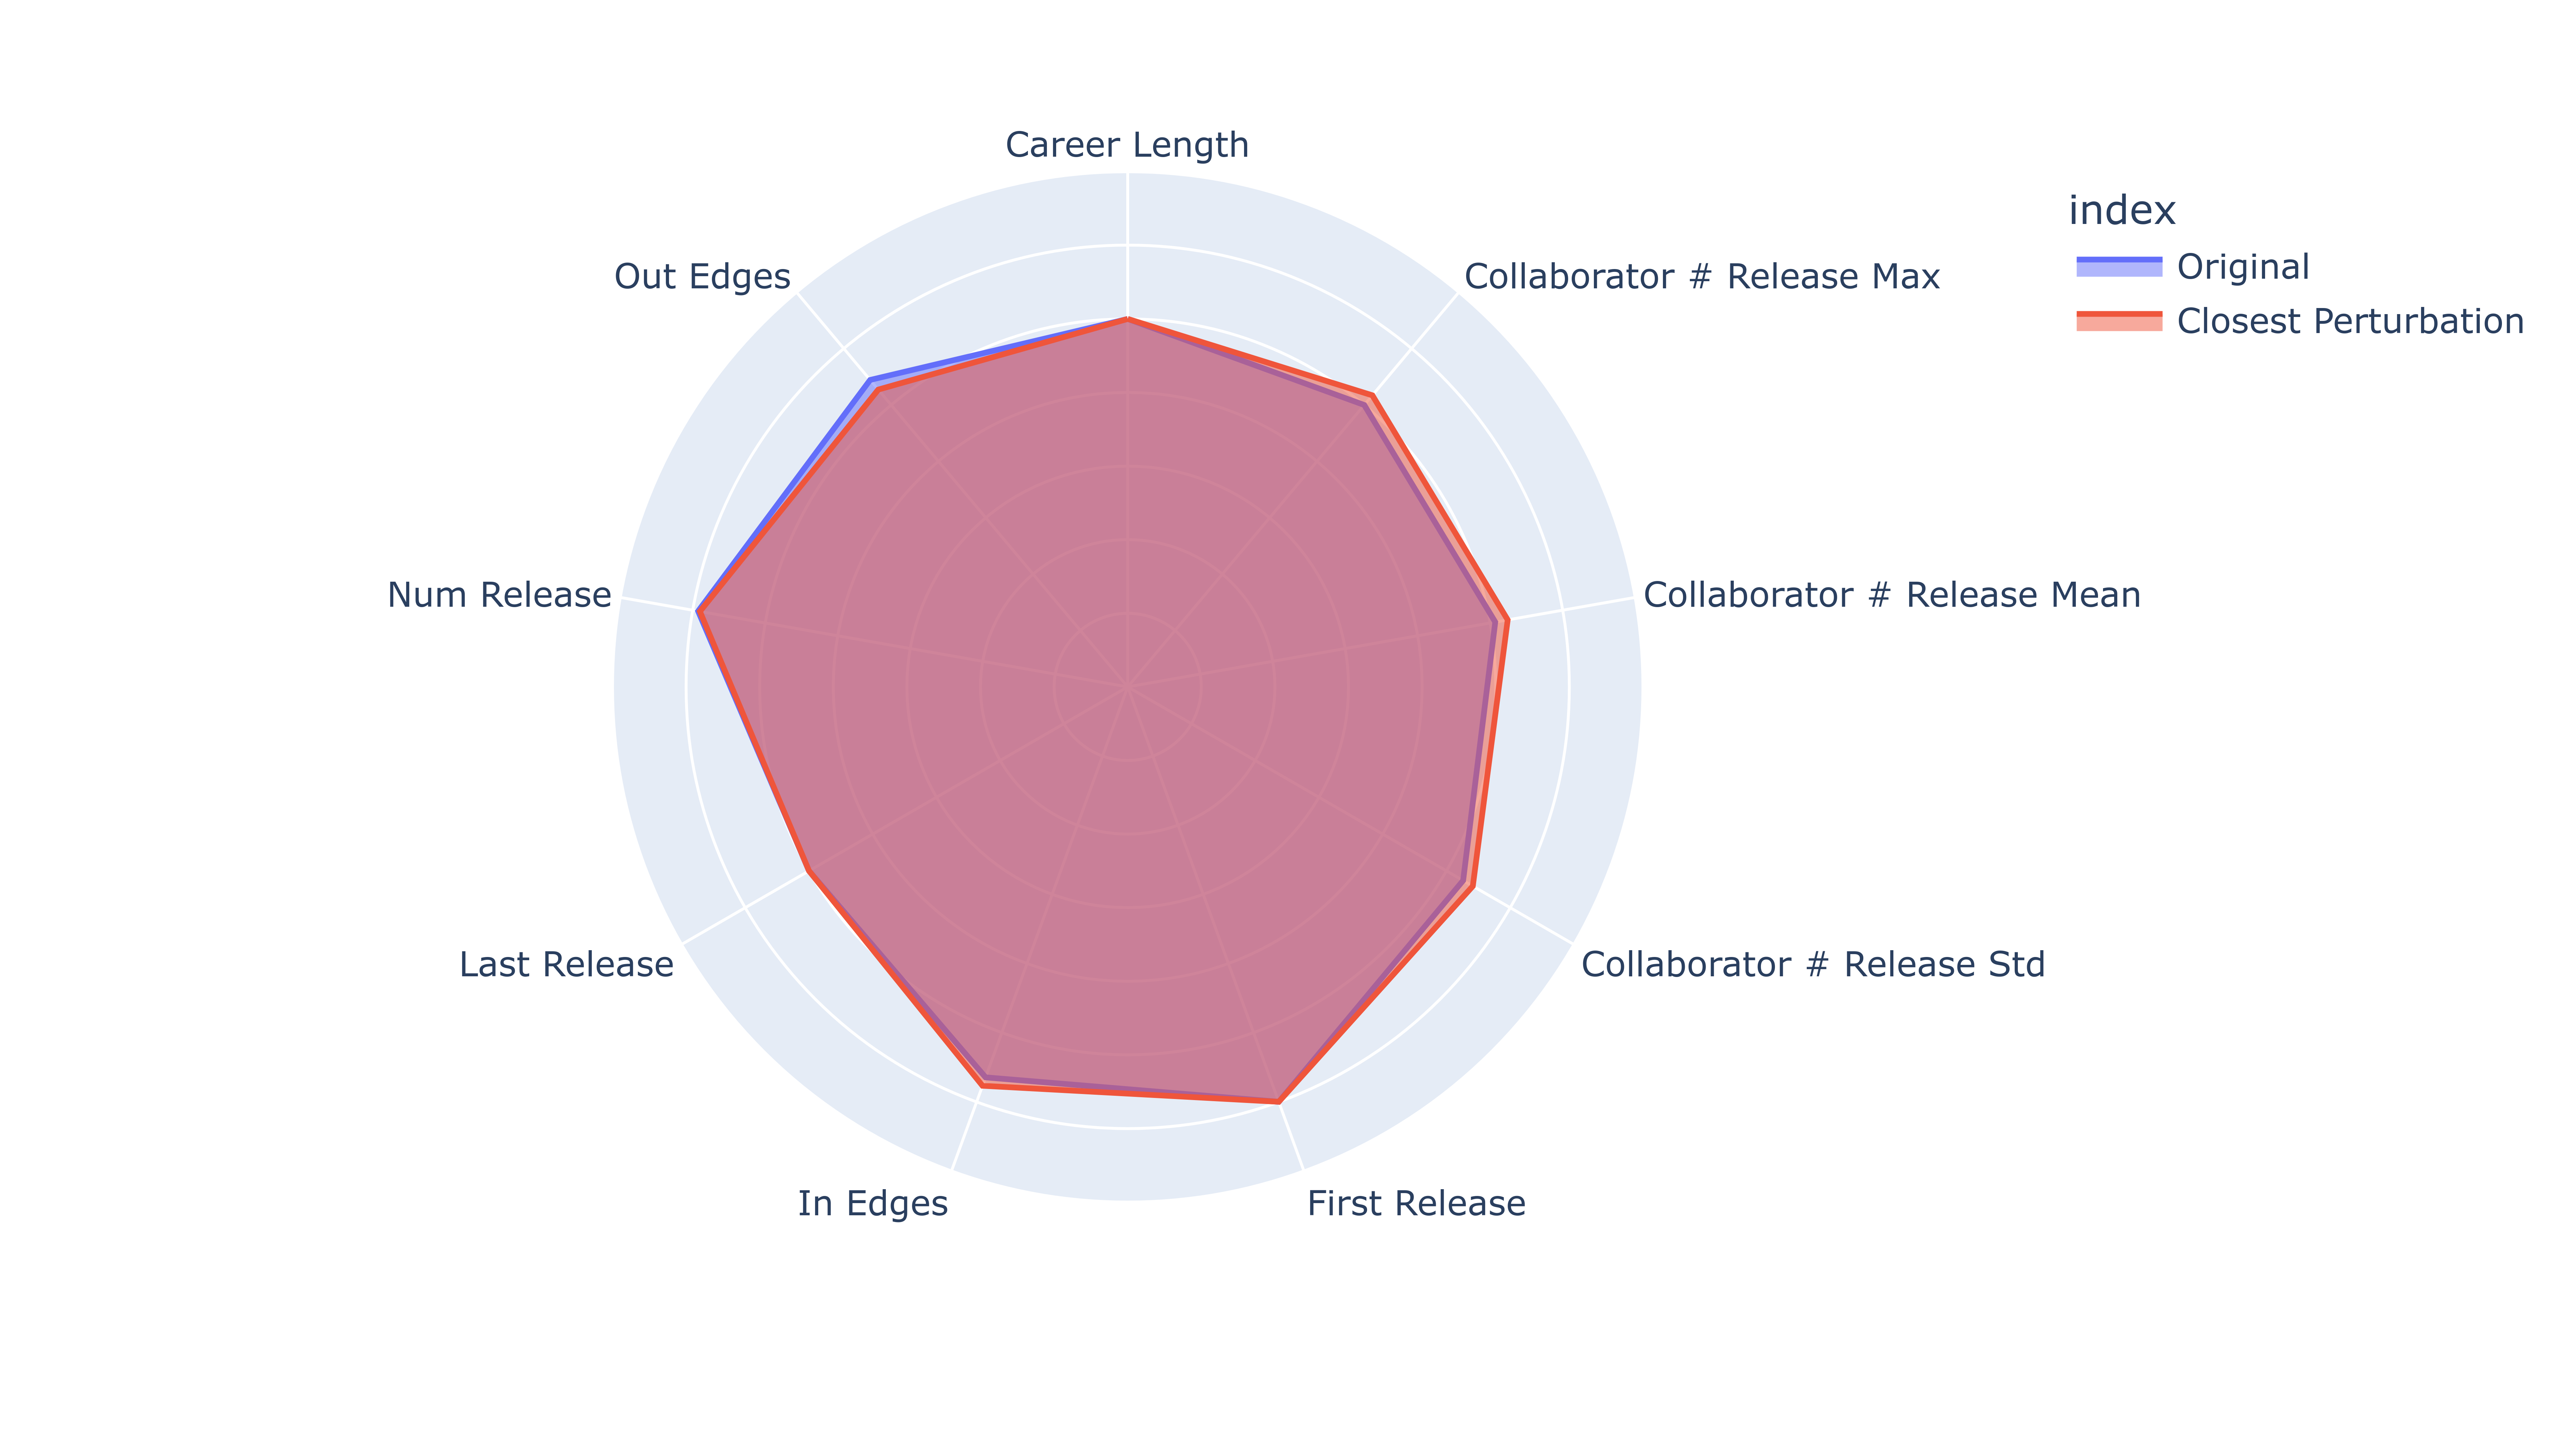 Career Length
Collaborator # Release Max
Collaborator # Release Mean
Collaborator # Release Std
First Release
In Edges
Last Release
Num Release
Out Edges
index
Original
Closest Perturbation